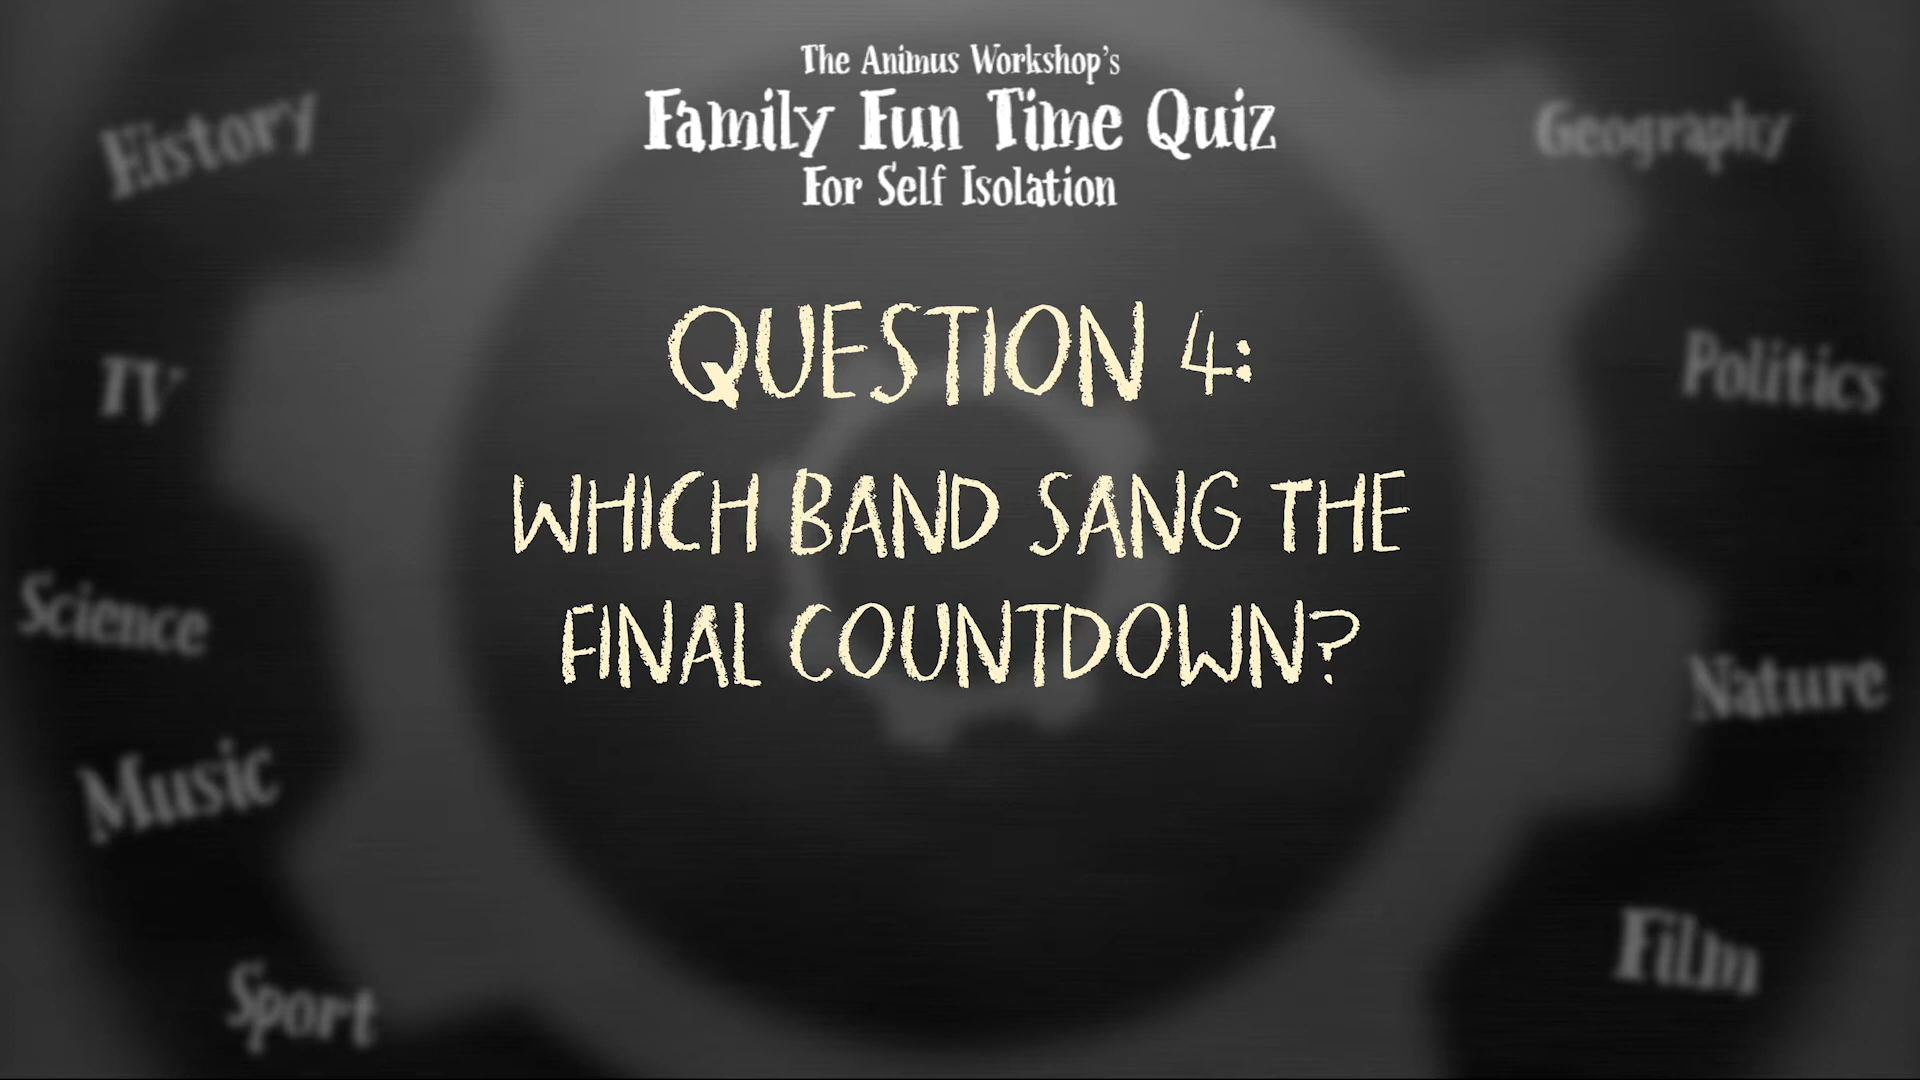 The Animus Workshop's
Family Fun Time Quiz
For Self Isolation
History
Geography
QUESTION 4:
TV
Politics
WHICH BAND SANG THE
FINAL COUNTDOWN?
Science
Nature
Music
Film
Sport